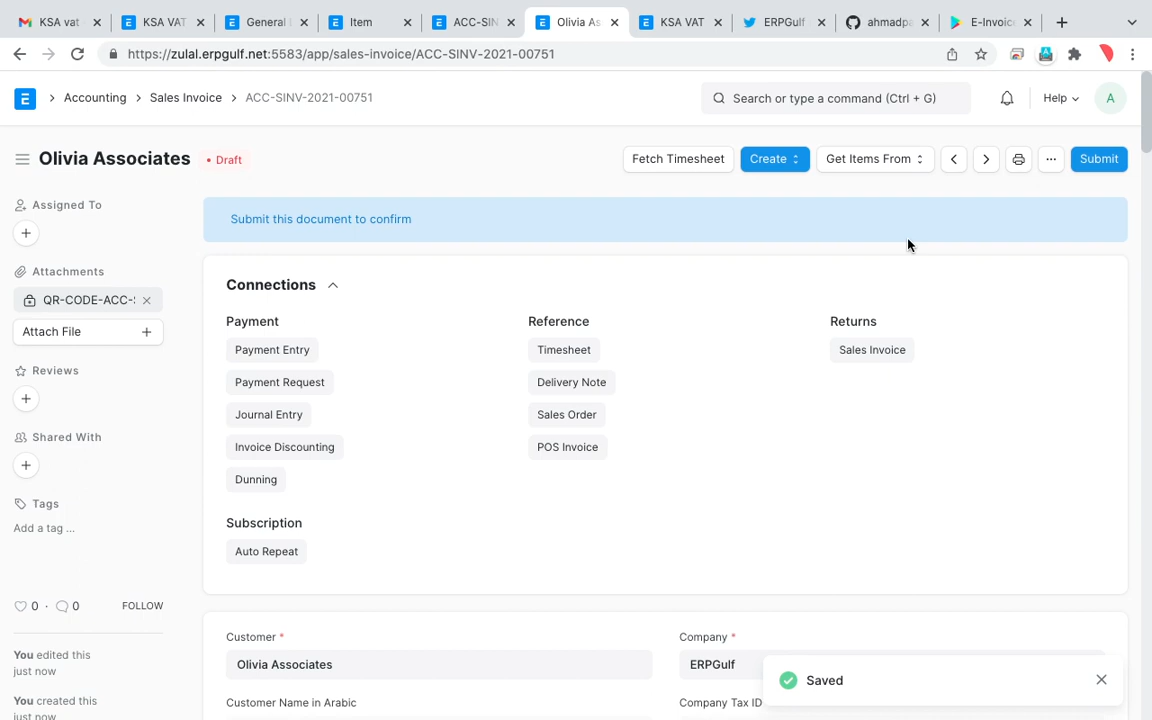 KSA vat
KSA VAT
General
Item
ACC-SIN
Olivia As
KSA VAT
ERPGulf
ahmadpa
E-Invoic
https://zulal.erpgulf.net:5583/app/sales-invoice/ACC-SINV-2021-00751
E
Accounting
Sales Invoice
ACC-SINV-2021-00751
Search or type a command (Ctrl + G)
Help
A
Olivia Associates
Draft
Fetch Timesheet
Create
Get Items From
Submit
Assigned To
Submit this document to confirm
Attachments
QR-CODE-ACC-
Attach File
Reviews
Shared With
Tags
Add a tag ...
0 · 0
FOLLOW
You edited this
just now
You created this
just now
Connections
Payment
Payment Entry
Payment Request
Journal Entry
Invoice Discounting
Dunning
Reference
Timesheet
Delivery Note
Sales Order
POS Invoice
Returns
Sales Invoice
Subscription
Auto Repeat
Customer *
Olivia Associates
Customer Name in Arabic
Company *
ERPGulf
Company Tax ID
Saved